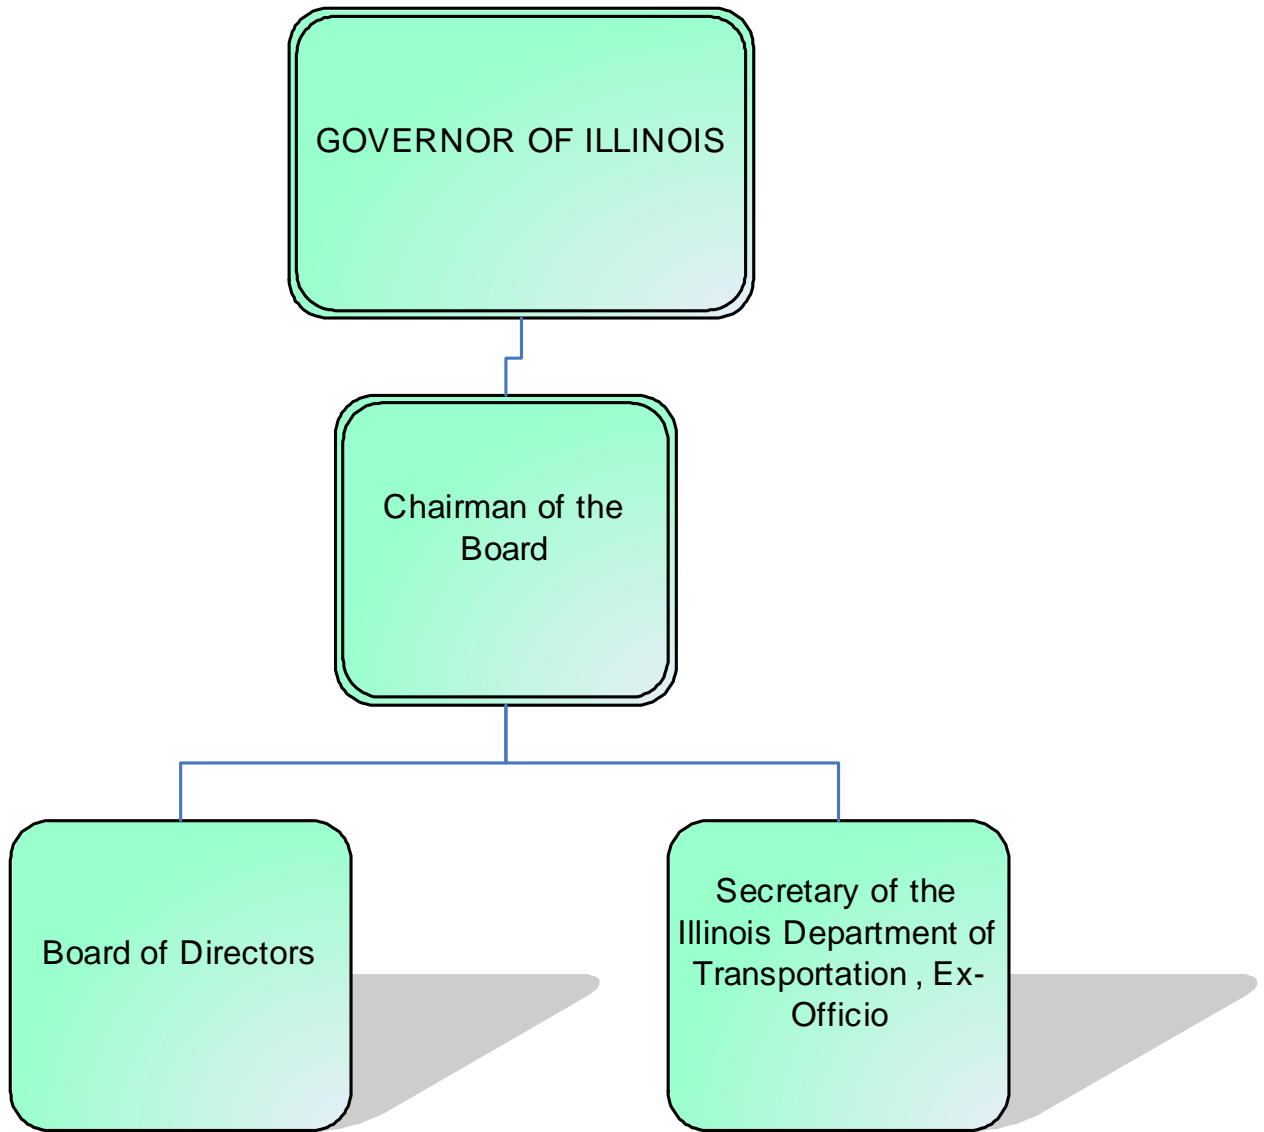 GOVERNOR OF ILLINOIS
Chairman of the
Board
Board of Directors
Secretary of the
Illinois Department of
Transportation , Ex-
Officio